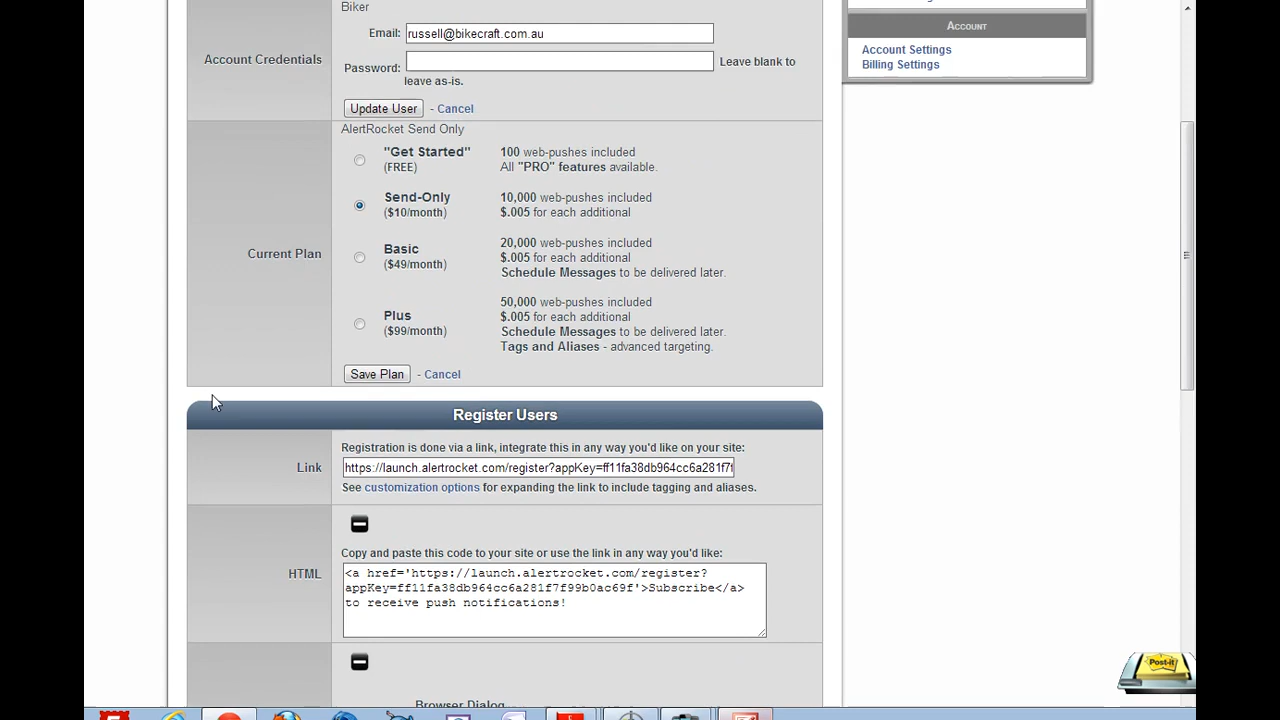 Biker
Account
Email:
russell@bikecraft.com.au
Account Settings
Account Credentials
Password:
Leave blank to
leave as-is.
Billing Settings
Update User - Cancel
AlertRocket Send Only
"Get Started"
(FREE)
100 web-pushes included
All "PRO" features available.
Send-Only
($10/month)
10,000 web-pushes included
$.005 for each additional
Current Plan
Basic
($49/month)
20,000 web-pushes included
$.005 for each additional
Schedule Messages to be delivered later.
Plus
($99/month)
50,000 web-pushes included
$.005 for each additional
Schedule Messages to be delivered later.
Tags and Aliases - advanced targeting.
Save Plan - Cancel
Register Users
Registration is done via a link, integrate this in any way you'd like on your site:
Link
https://launch.alertrocket.com/register?appKey=ff11fa38db964cc6a281f7f
See customization options for expanding the link to include tagging and aliases.
Copy and paste this code to your site or use the link in any way you'd like:
HTML
<a href='https://launch.alertrocket.com/register?
appKey=ff11fa38db964cc6a281f7f99b0ac69f'>Subscribe</a>
to receive push notifications!
Post-it
Browser Dialog